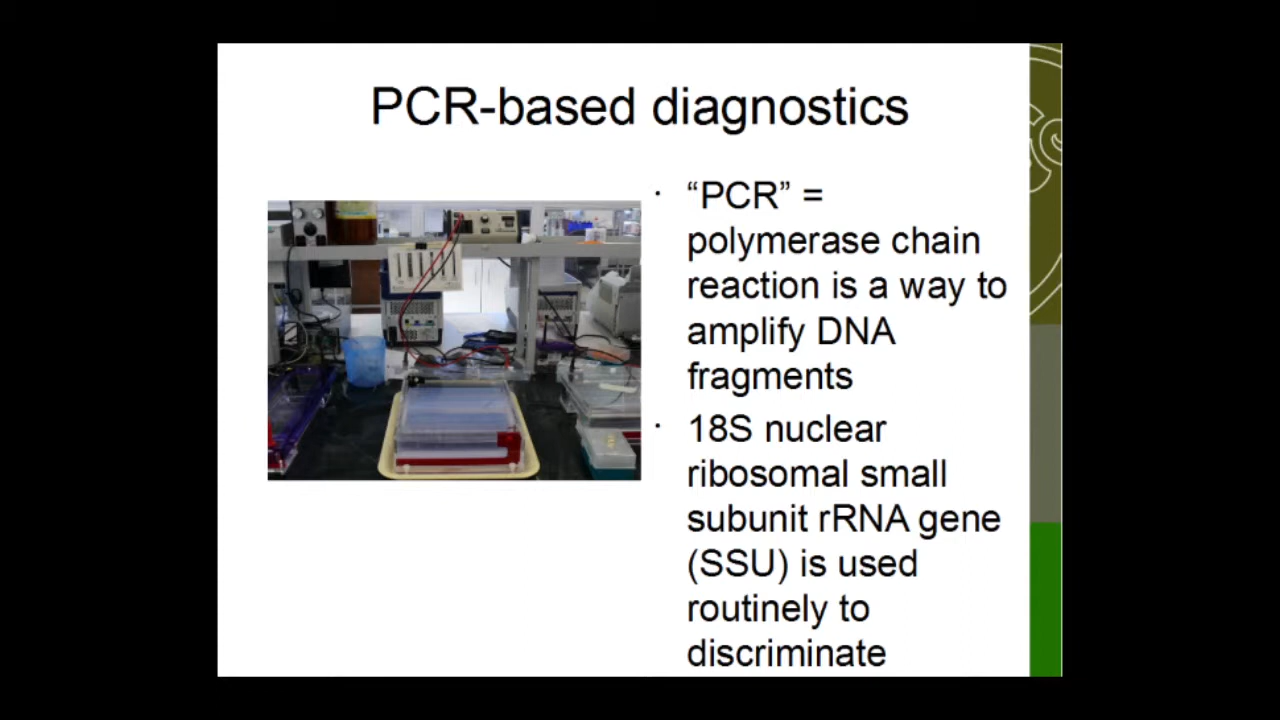 PCR-based diagnostics
“PCR” =
polymerase chain
reaction is a way to
amplify DNA
fragments
18S nuclear
ribosomal small
subunit rRNA gene
(SSU) is used
routinely to
discriminate